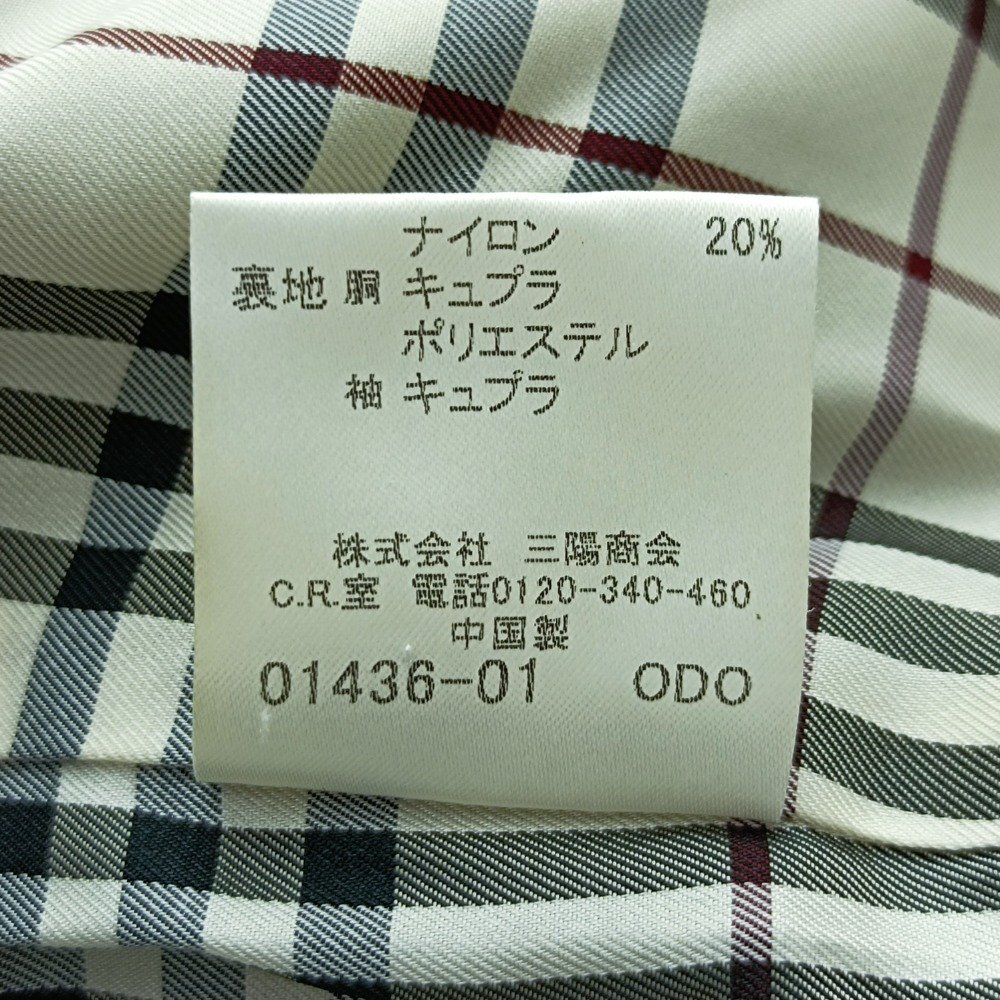 ナイロン 20%
裏地 胴 キュプラ
ポリエステル
袖 キュプラ
株式会社 三陽商会
C.R.室 電話0120-340-460
中国製
01436-01 ODO